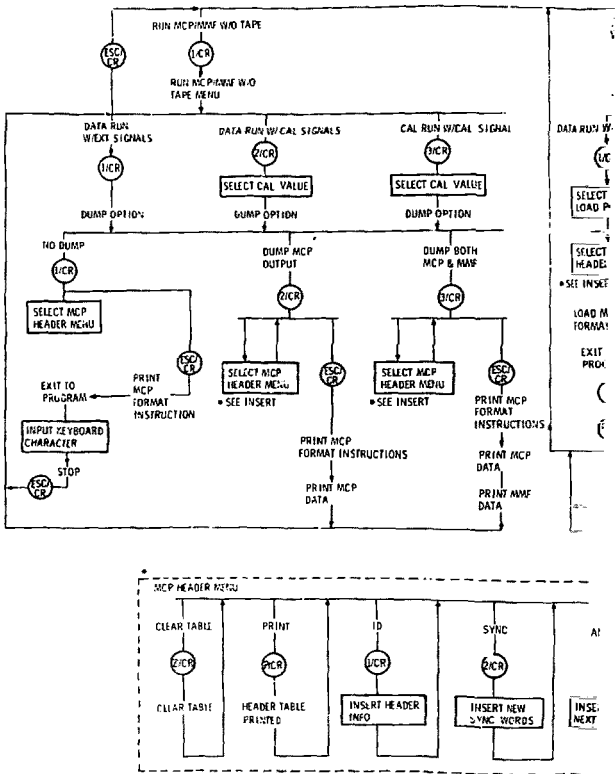 RUN MCP/MMF W/O TAPE
ESC/
CR
1/CR
RUN MCP/MMF W/O
TAPE MENU
DATA RUN
W/EXT SIGNALS
1/CR
DUMP OPTION
DATA RUN W/CAL SIGNALS
2/CR
SELECT CAL VALUE
DUMP OPTION
CAL RUN W/CAL SIGNAL
3/CR
SELECT CAL VALUE
DUMP OPTION
DATA RUN W
SELECT
LOAD P
SELECT
HEADE
* SEE INSE
LOAD M
FORMA
EXIT
PRO
NO DUMP
1/CR
SELECT MCP
HEADER MENU
ESC/
CR
PRINT
MCP
FORMAT
INSTRUCTION
EXIT TO
PROGRAM
INPUT KEYBOARD
CHARACTER
STOP
ESC/
CR
DUMP MCP
OUTPUT
2/CR
SELECT MCP
HEADER MENU
* SEE INSERT
ESC/
CR
PRINT MCP
FORMAT INSTRUCTIONS
PRINT MCP
DATA
DUMP BOTH
MCP & MMF
3/CR
SELECT MCP
HEADER MENU
* SEE INSERT
ESC/
CR
PRINT MCP
FORMAT
INSTRUCTIONS
PRINT MCP
DATA
PRINT MMF
DATA
*
MCP HEADER MENU
CLEAR TABLE
2/CR
CLEAR TABLE
PRINT
/CR
HEADER TABLE
PRINTED
ID
1/CR
INSERT HEADER
INFO
SYNC
2/CR
INSERT NEW
SYNC WORDS
INSE
NEXT